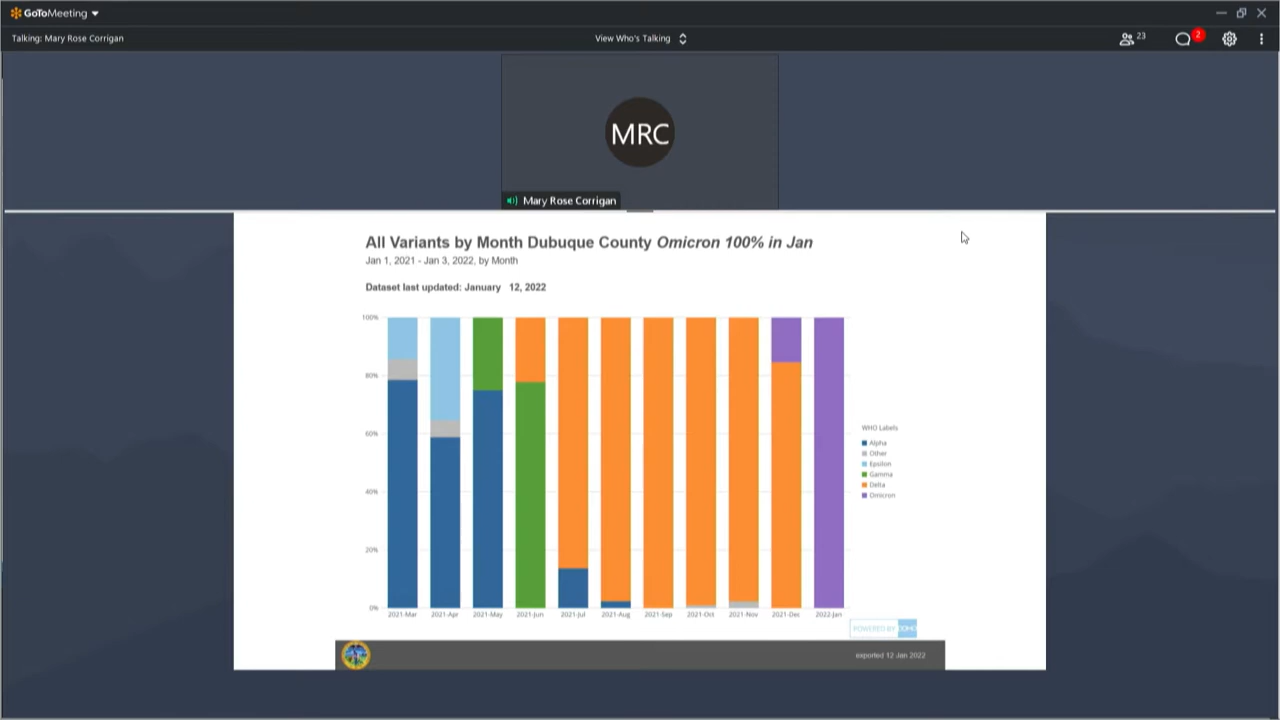 GoToMeeting
Talking: Mary Rose Corrigan
View Who's Talking
23
2
MRC
Mary Rose Corrigan
All Variants by Month Dubuque County Omicron 100% in Jan
Jan 1, 2021 - Jan 3, 2022, by Month
Dataset last updated: January 12, 2022
100%
80%
60%
40%
20%
0%
2021-Mar 2021-Apr 2021-May 2021-Jun 2021-Jul 2021-Aug 2021-Sep 2021-Oct 2021-Nov 2021-Dec 2022-Jan
WHO Labels
Alpha
Other
Epsilon
Gamma
Delta
Omicron
POWERED BY DOMO
exported 12 Jan 2022